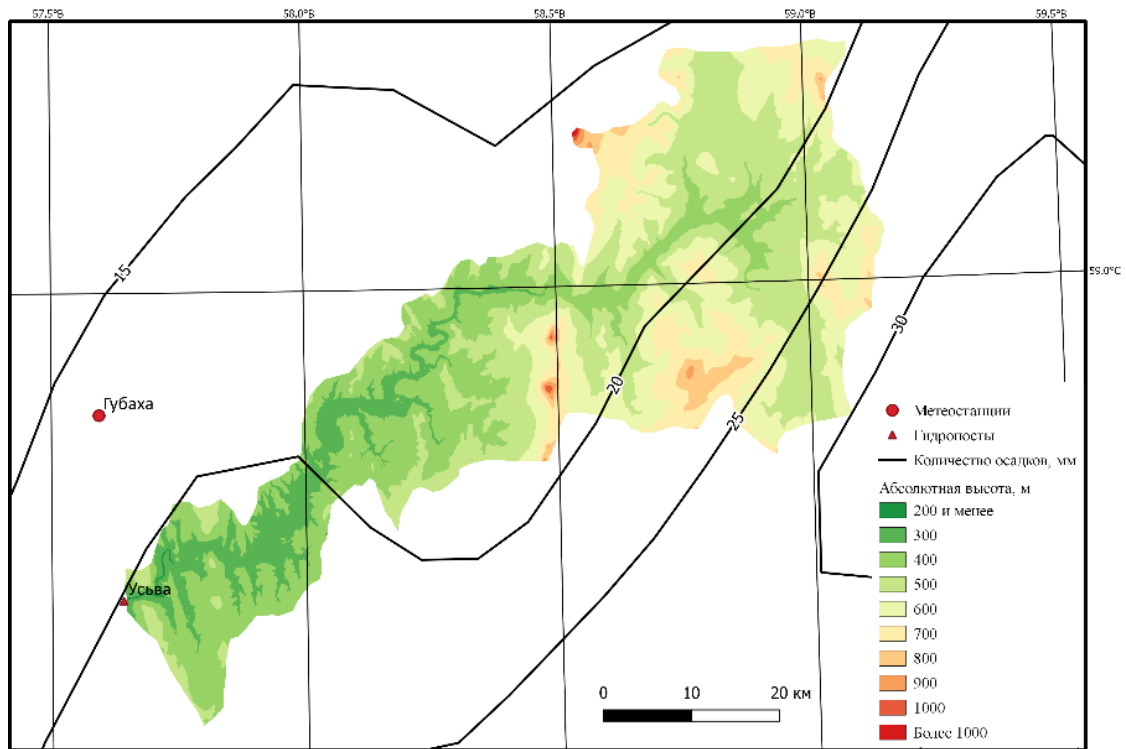 57.5°В
58.0°В
58.5°В
59.0°В
59.5°В
15
59.0°С
30
20
Губаха
25
Метеостанции
Гидропосты
Количество осадков, мм
Абсолютная высота, м
200 и менее
300
400
500
600
700
800
900
1000
Более 1000
Усьва
0
10
20 км